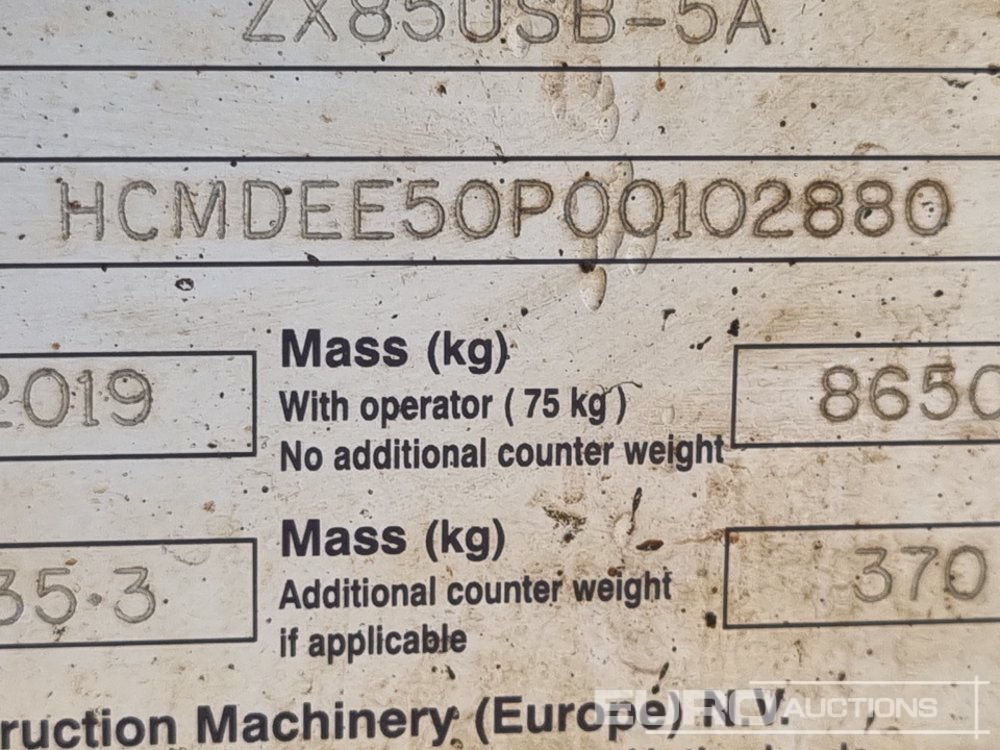 ZX85USB-5A
HCMDEE50P00102880
2019
Mass (kg)
With operator ( 75 kg )
No additional counter weight
8650
35.3
Mass (kg)
Additional counter weight
if applicable
370
ruction Machinery (Europe) N.V.
EURO AUCTIONS